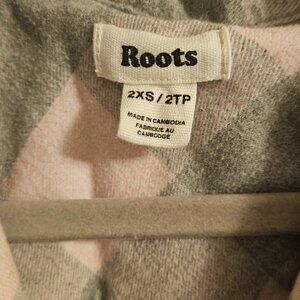 Roots
2XS / 2TP
MADE IN CAMBODIA
FABRIQUÉ AU
CAMBODGE